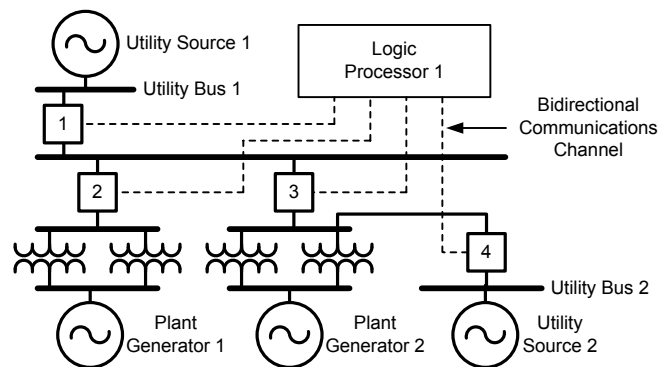 Utility Source 1
Logic
Processor 1
Utility Bus 1
1
Bidirectional
Communications
Channel
2
3
4
Utility Bus 2
Plant
Generator 1
Plant
Generator 2
Utility
Source 2